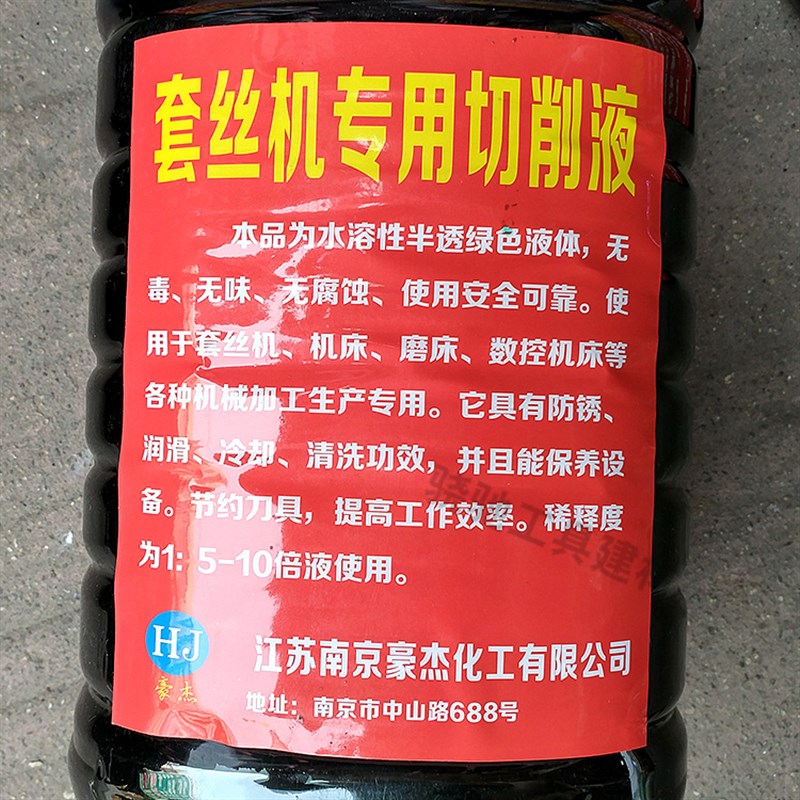 套丝机专用切削液
本品为水溶性半透绿色液体，无
毒、无味、无腐蚀、使用安全可靠。使
用于套丝机、机床、磨床、数控机床等
各种机械加工生产专用。它具有防锈、
润滑、冷却、清洗功效，并且能保养设
备。节约刀具，提高工作效率。稀释度
为1：5-10倍液使用。
骁驰工具建材
HJ
豪杰
江苏南京豪杰化工有限公司
地址：南京市中山路688号